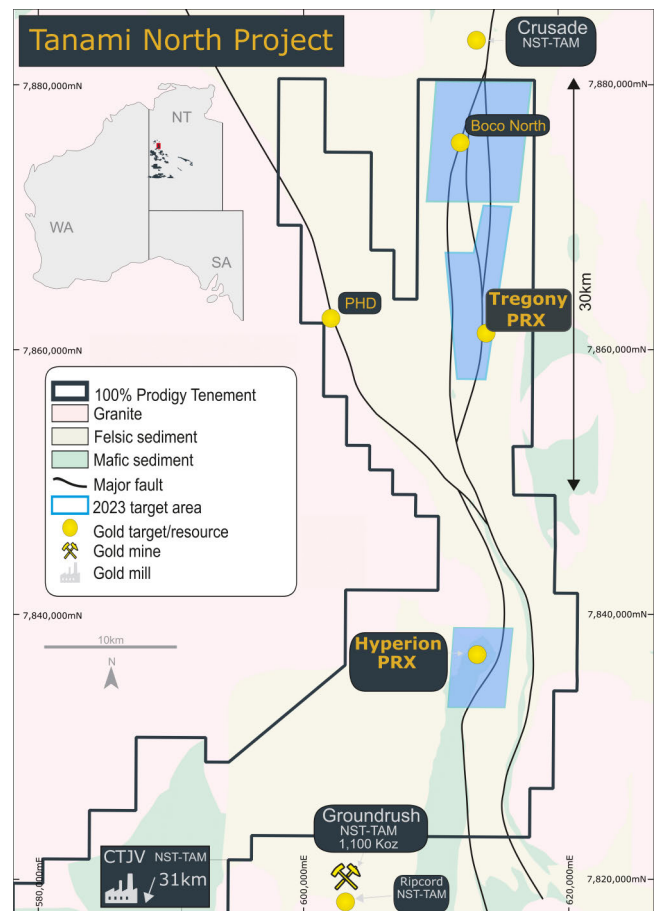 Tanami North Project
Crusade
NST-TAM
7,880,000mN
7,880,000mN
NT
WA
SA
Boco North
30km
PHD
Tregony
PRX
7,860,000mN
7,860,000mN
100% Prodigy Tenement
Granite
Felsic sediment
Mafic sediment
Major fault
2023 target area
Gold target/resource
Gold mine
Gold mill
7,840,000mN
7,840,000mN
10km
N
Hyperion
PRX
Groundrush
NST-TAM
1,100 Koz
CTJV NST-TAM
31km
Ripcord
NST-TAM
7,820,000mN
580,000mE
600,000mE
620,000mE